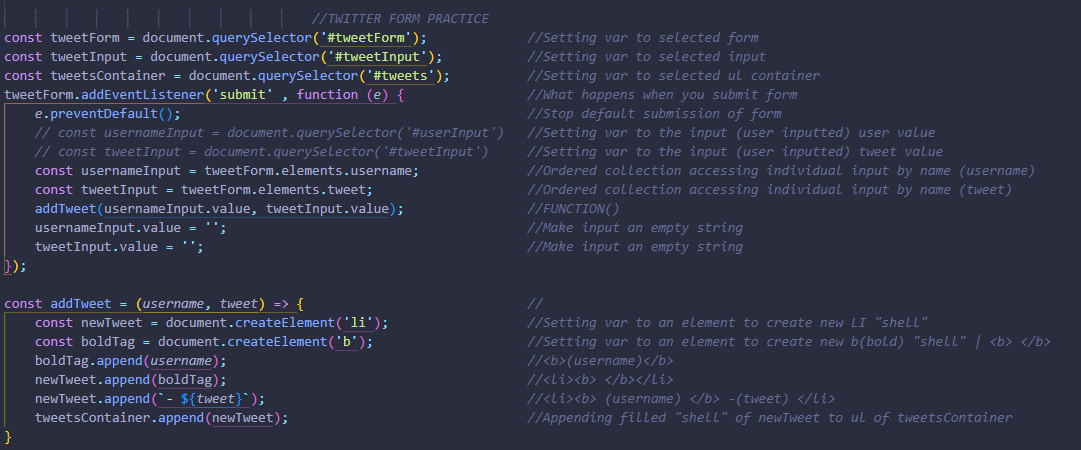 //TWITTER FORM PRACTICE
const tweetForm = document.querySelector('#tweetForm'); //Setting var to selected form
const tweetInput = document.querySelector('#tweetInput'); //Setting var to selected input
const tweetsContainer = document.querySelector('#tweets'); //Setting var to selected ul container
tweetForm.addEventListener('submit' , function (e) { //What happens when you submit form
    e.preventDefault(); //Stop default submission of form
    // const usernameInput = document.querySelector('#userInput') //Setting var to the input (user inputted) user value
    // const tweetInput = document.querySelector('#tweetInput') //Setting var to the input (user inputted) tweet value
    const usernameInput = tweetForm.elements.username; //Ordered collection accessing individual input by name (username)
    const tweetInput = tweetForm.elements.tweet; //Ordered collection accessing individual input by name (tweet)
    addTweet(usernameInput.value, tweetInput.value); //FUNCTION()
    usernameInput.value = ''; //Make input an empty string
    tweetInput.value = ''; //Make input an empty string
});
const addTweet = (username, tweet) => { //
    const newTweet = document.createElement('li'); //Setting var to an element to create new LI "shell"
    const boldTag = document.createElement('b'); //Setting var to an element to create new b(bold) "shell" | <b> </b>
    boldTag.append(username); //<b>(username)</b>
    newTweet.append(boldTag); //<li><b> </b></li>
    newTweet.append(`- ${tweet}`); //<li><b> (username) </b> -(tweet) </li>
    tweetsContainer.append(newTweet); //Appending filled "shell" of newTweet to ul of tweetsContainer
}